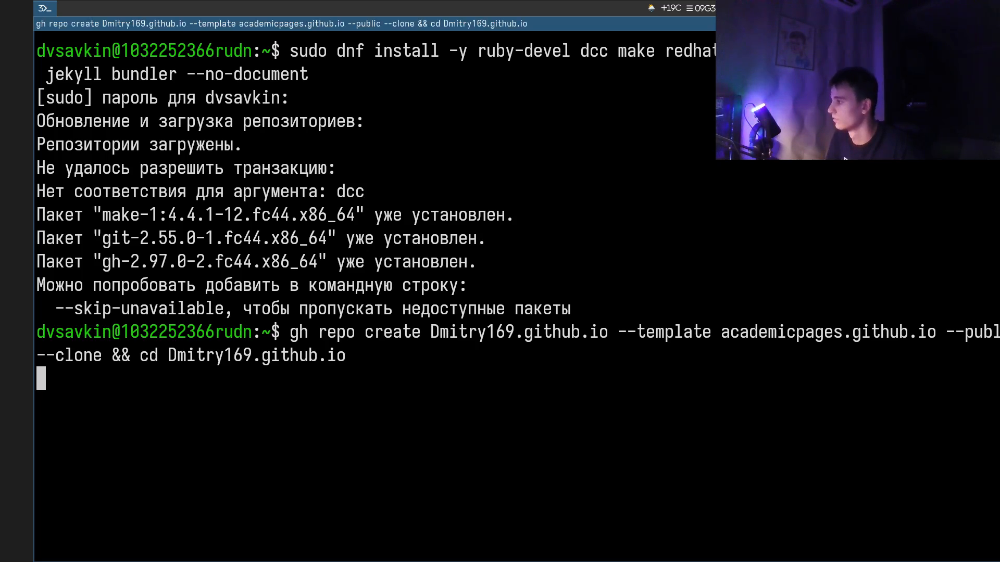 3>_
+19C ☰ 09G3
gh repo create Dmitry169.github.io --template academicpages.github.io --public --clone && cd Dmitry169.github.io
dvsavkin@1032252366rudn:~$ sudo dnf install -y ruby-devel dcc make redhat
jekyll bundler --no-document
[sudo] пароль для dvsavkin:
Обновление и загрузка репозиториев:
Репозитории загружены.
Не удалось разрешить транзакцию:
Нет соответствия для аргумента: dcc
Пакет "make-1:4.4.1-12.fc44.x86_64" уже установлен.
Пакет "git-2.55.0-1.fc44.x86_64" уже установлен.
Пакет "gh-2.97.0-2.fc44.x86_64" уже установлен.
Можно попробовать добавить в командную строку:
--skip-unavailable, чтобы пропускать недоступные пакеты
dvsavkin@1032252366rudn:~$ gh repo create Dmitry169.github.io --template academicpages.github.io --publ
--clone && cd Dmitry169.github.io